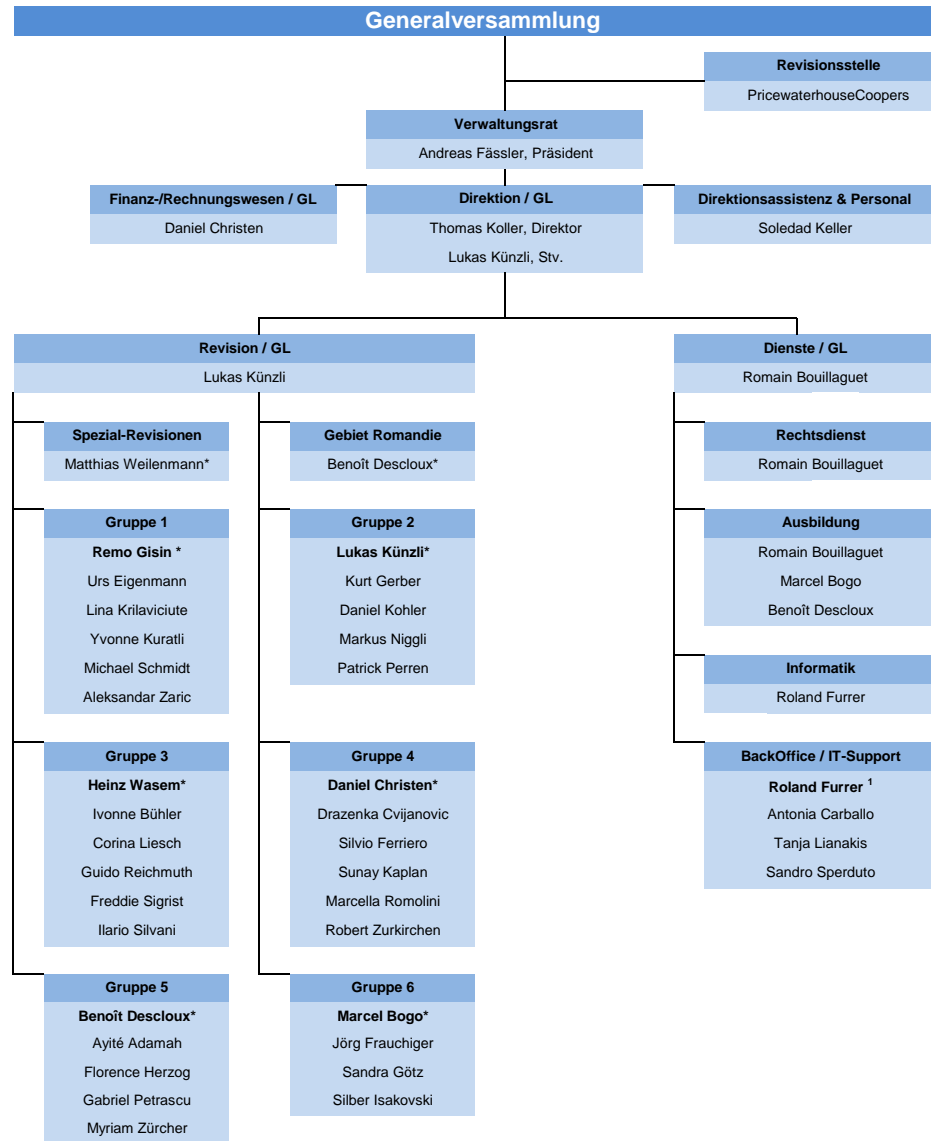 Generalversammlung
Revisionsstelle
PricewaterhouseCoopers
Verwaltungsrat
Andreas Fässler, Präsident
Finanz-/Rechnungswesen / GL
Daniel Christen
Direktion / GL
Thomas Koller, Direktor
Lukas Künzli, Stv.
Direktionsassistenz & Personal
Soledad Keller
Revision / GL
Lukas Künzli
Dienste / GL
Romain Bouillaguet
Spezial-Revisionen
Matthias Weilenmann*
Gebiet Romandie
Benoît Descloux*
Rechtsdienst
Romain Bouillaguet
Gruppe 1
Remo Gisin *
Urs Eigenmann
Lina Krilaviciute
Yvonne Kuratli
Michael Schmidt
Aleksandar Zaric
Gruppe 2
Lukas Künzli*
Kurt Gerber
Daniel Kohler
Markus Niggli
Patrick Perren
Ausbildung
Romain Bouillaguet
Marcel Bogo
Benoît Descloux
Informatik
Roland Furrer
Gruppe 3
Heinz Wasem*
Ivonne Bühler
Corina Liesch
Guido Reichmuth
Freddie Sigrist
Ilario Silvani
Gruppe 4
Daniel Christen*
Drazenka Cvijanovic
Silvio Ferriero
Sunay Kaplan
Marcella Romolini
Robert Zurkirchen
BackOffice / IT-Support
Roland Furrer 1
Antonia Carballo
Tanja Lianakis
Sandro Sperduto
Gruppe 5
Benoît Descloux*
Ayité Adamah
Florence Herzog
Gabriel Petrascu
Myriam Zürcher
Gruppe 6
Marcel Bogo*
Jörg Frauchiger
Sandra Götz
Silber Isakovski